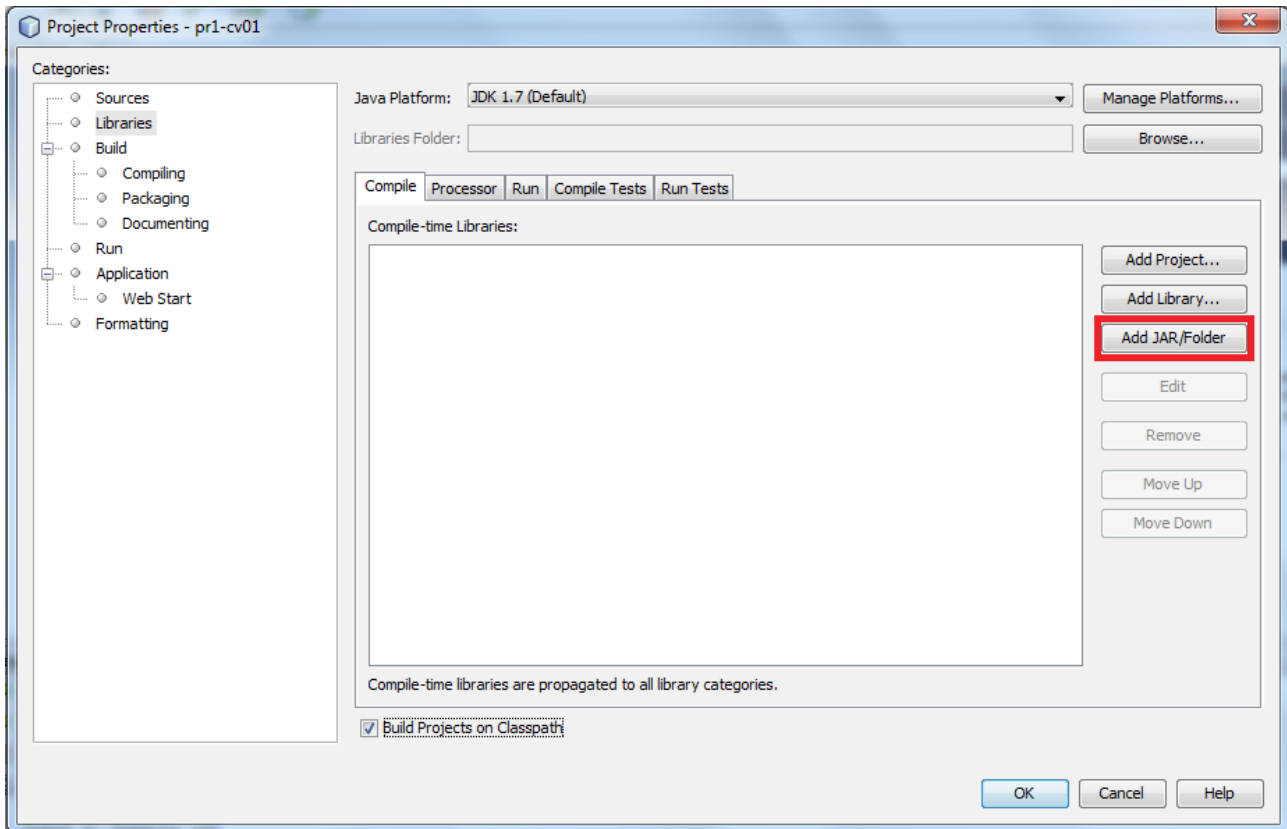 Project Properties - pr1-cv01
Categories:
Sources
Libraries
Build
Compiling
Packaging
Documenting
Run
Application
Web Start
Formatting
Java Platform: JDK 1.7 (Default) Manage Platforms...
Libraries Folder: Browse...
Compile Processor Run Compile Tests Run Tests
Compile-time Libraries:
Add Project...
Add Library...
Add JAR/Folder
Edit
Remove
Move Up
Move Down
Compile-time libraries are propagated to all library categories.
Build Projects on Classpath
OK Cancel Help